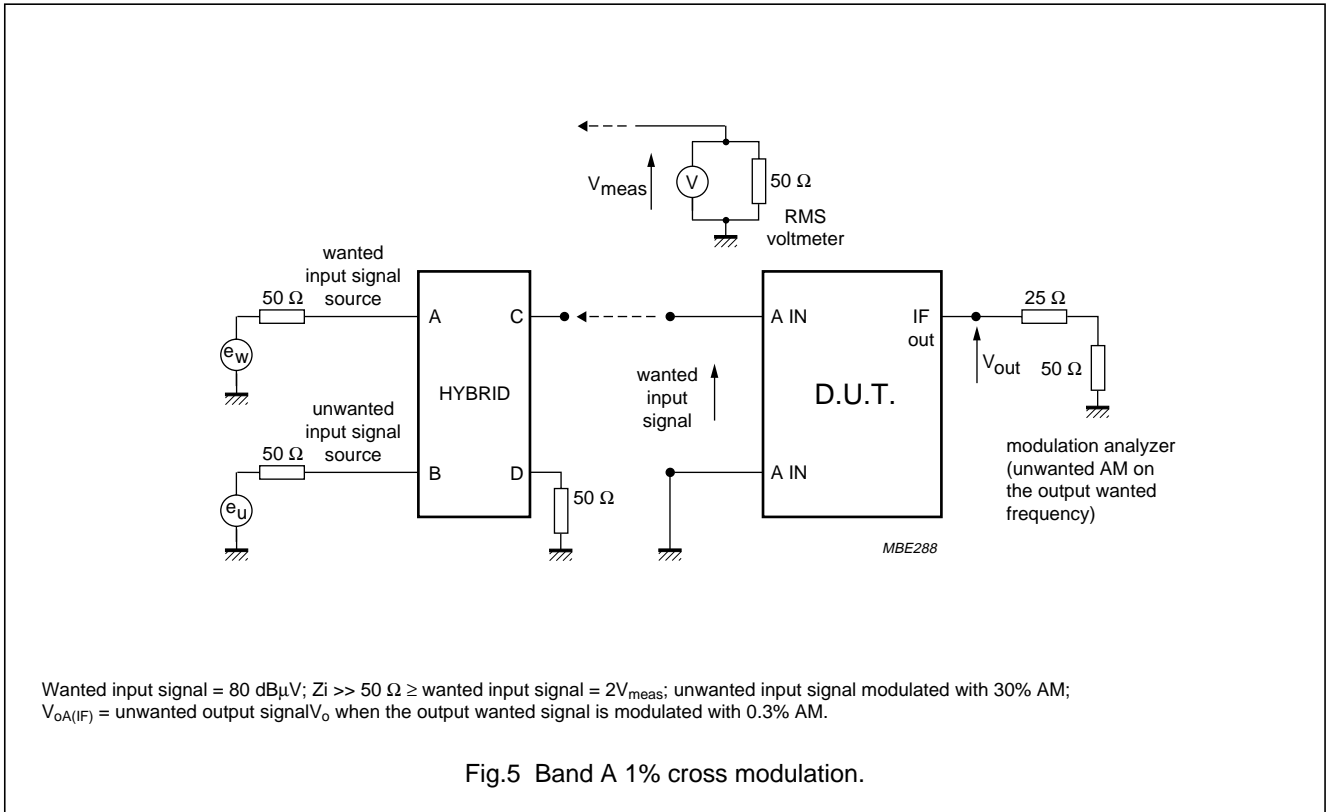 V_meas
V
50 Ω
RMS
voltmeter
wanted
input signal
source
50 Ω
e_w
A
C
HYBRID
unwanted
input signal
source
50 Ω
e_u
B
D
50 Ω
wanted
input
signal
A IN
IF
out
D.U.T.
A IN
V_out
25 Ω
50 Ω
modulation analyzer
(unwanted AM on
the output wanted
frequency)
MBE288
Wanted input signal = 80 dBμV; Zi >> 50 Ω ≥ wanted input signal = 2V_meas; unwanted input signal modulated with 30% AM;
V_oA(IF) = unwanted output signalV_o when the output wanted signal is modulated with 0.3% AM.
Fig.5 Band A 1% cross modulation.